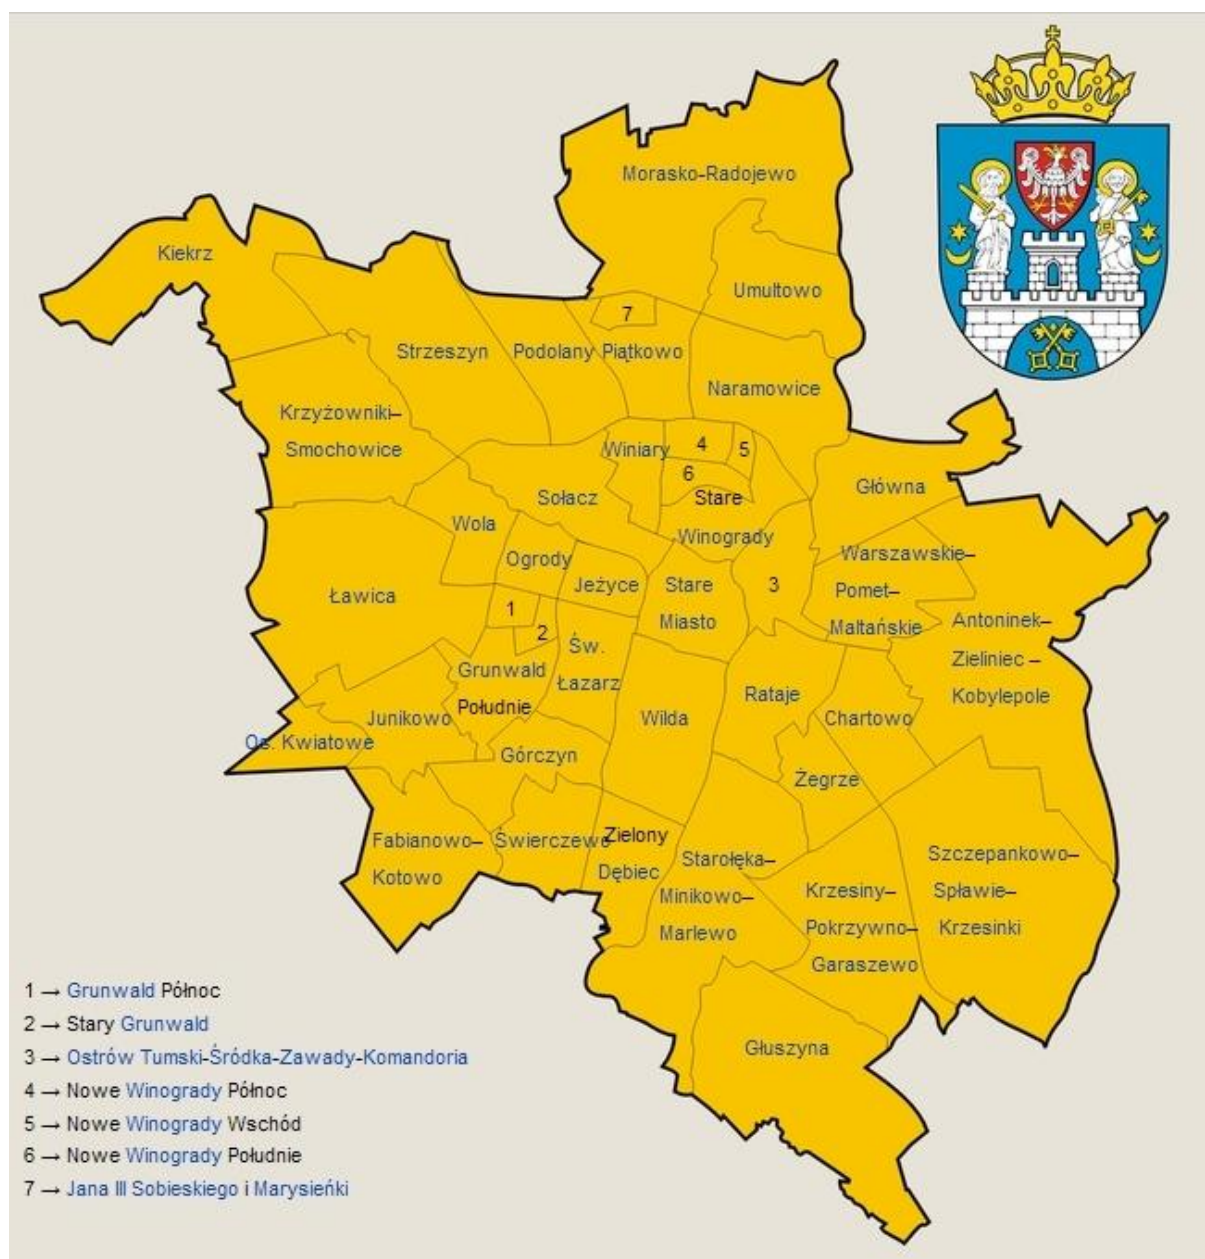 Morasko-Radojewo
Kiekrz
Umultowo
7
Strzeszyn
Podolany
Piątkowo
Naramowice
Krzyżowniki–
Smochowice
Winiary
4
5
6
Główna
Sołacz
Stare
Winogrady
Wola
Ogrody
Jeżyce
Stare
Miasto
3
Warszawskie–
Pomet–
Maltańskie
Ławica
1
2
Antoninek–
Zieliniec –
Kobylepole
Św.
Łazarz
Grunwald
Południe
Junikowo
Os. Kwiatowe
Wilda
Rataje
Chartowo
Górczyn
Żegrze
Fabianowo–
Kotowo
Świerczewo
Zielony
Dębiec
Starołęka–
Minikowo–
Marlewo
Krzesiny–
Pokrzywno–
Garaszewo
Szczepankowo–
Spławie–
Krzesinki
Głuszyna
1 → Grunwald Północ
2 → Stary Grunwald
3 → Ostrów Tumski-Śródka-Zawady-Komandoria
4 → Nowe Winogrady Północ
5 → Nowe Winogrady Wschód
6 → Nowe Winogrady Południe
7 → Jana III Sobieskiego i Marysieńki